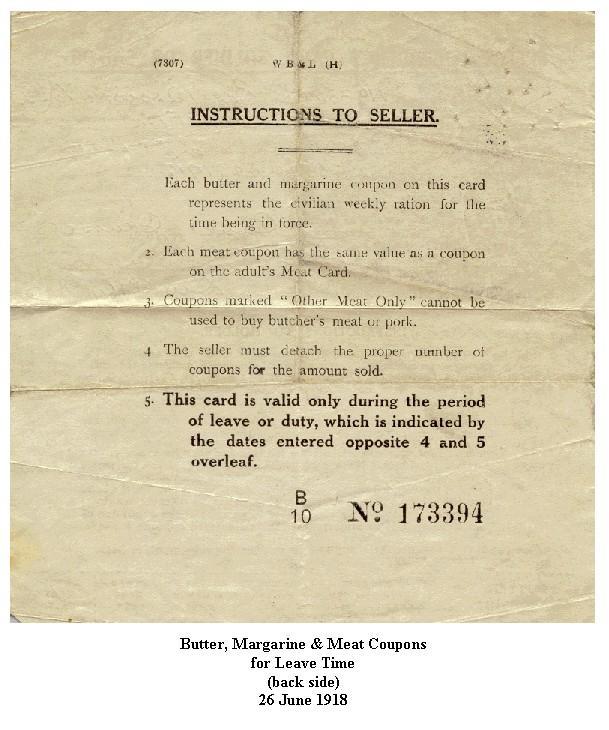 (7307) W B & L (H)
INSTRUCTIONS TO SELLER.
Each butter and margarine coupon on this card
represents the civilian weekly ration for the
time being in force.
2. Each meat coupon has the same value as a coupon
on the adult's Meat Card.
3. Coupons marked "Other Meat Only" cannot be
used to buy butcher's meat or pork.
4 The seller must detach the proper number of
coupons for the amount sold.
5. This card is valid only during the period
of leave or duty, which is indicated by
the dates entered opposite 4 and 5
overleaf.
B
10 Nº 173394
Butter, Margarine & Meat Coupons
for Leave Time
(back side)
26 June 1918